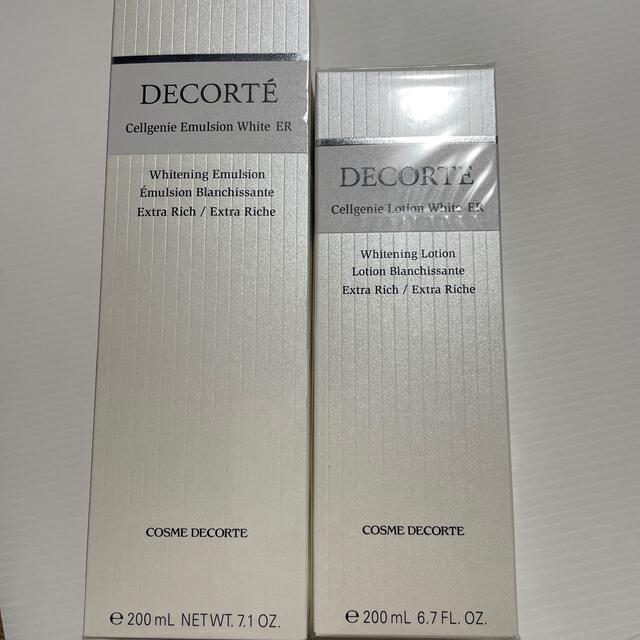 DECORTÉ
Cellgenie Emulsion White ER
Whitening Emulsion
Émulsion Blanchissante
Extra Rich / Extra Riche
COSME DECORTE
℮ 200 mL NET WT. 7.1 OZ.
DECORTÉ
Cellgenie Lotion White ER
Whitening Lotion
Lotion Blanchissante
Extra Rich / Extra Riche
COSME DECORTE
℮ 200 mL 6.7 FL. OZ.